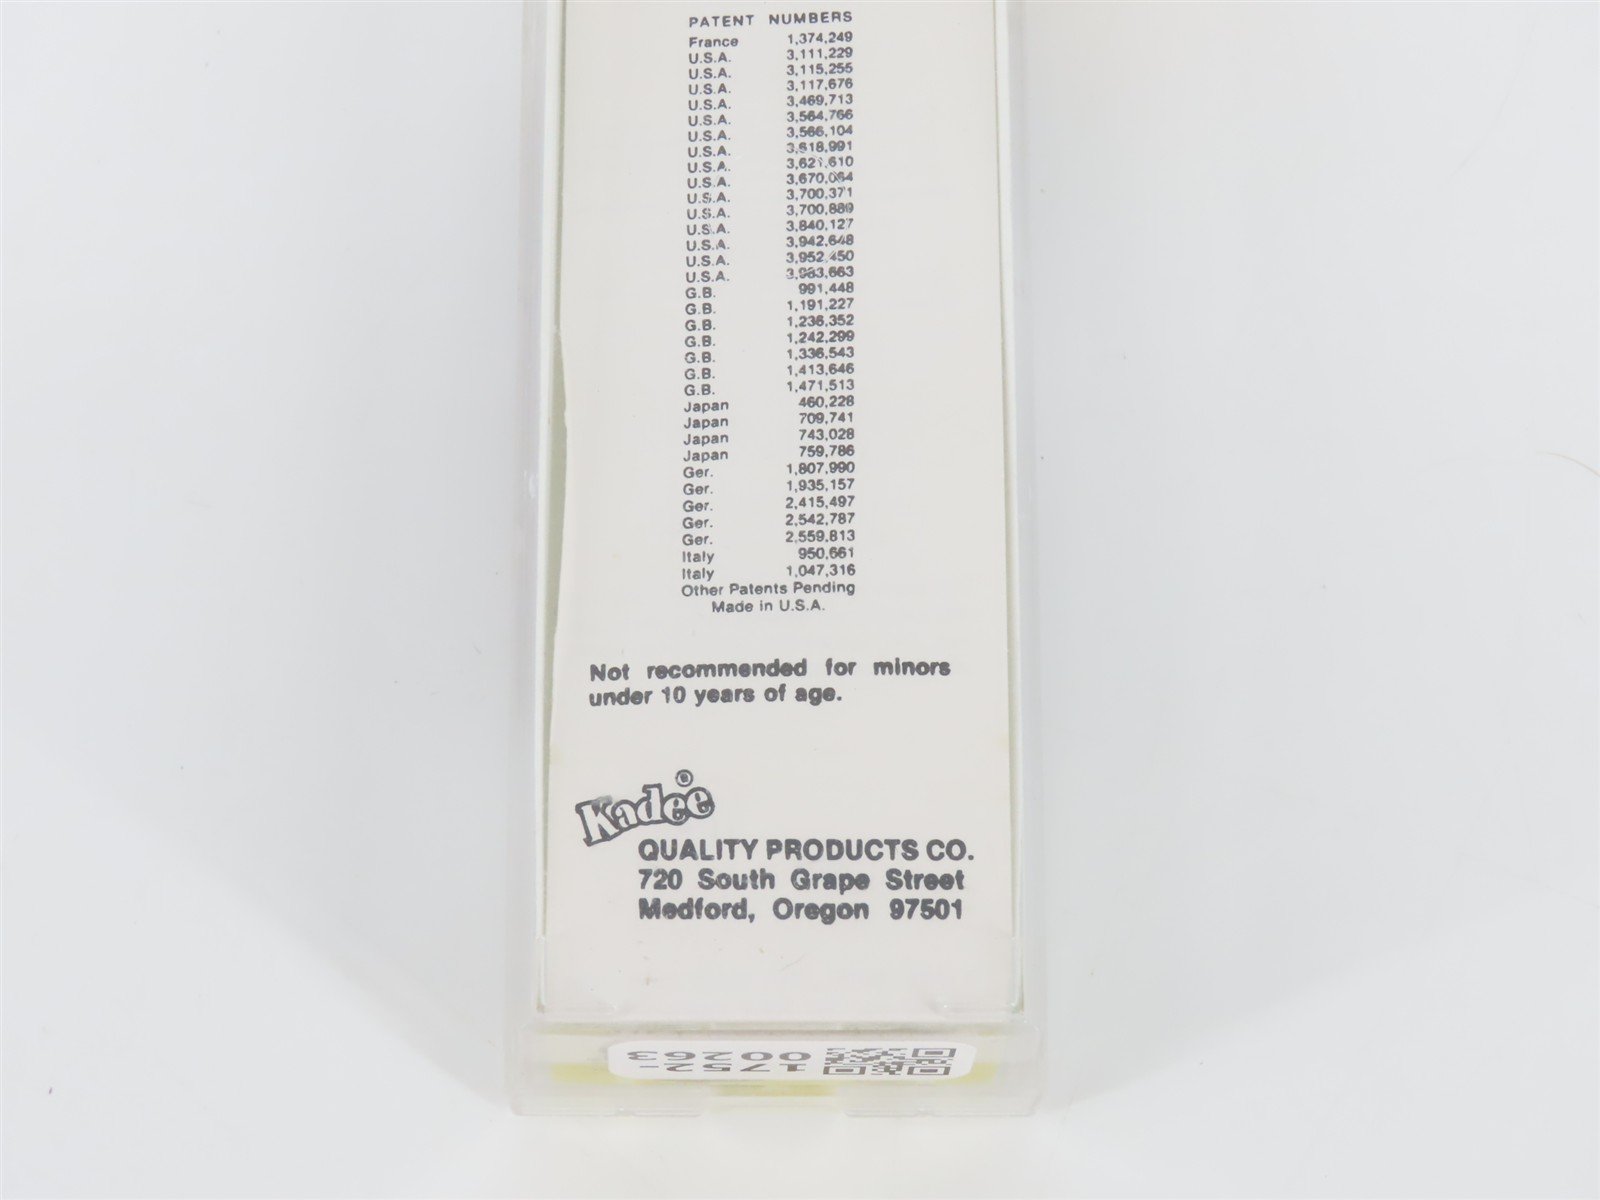 PATENT NUMBERS
France 1,374,249
U.S.A. 3,111,229
U.S.A. 3,115,255
U.S.A. 3,117,676
U.S.A. 3,469,713
U.S.A. 3,564,766
U.S.A. 3,566,104
U.S.A. 3,618,991
U.S.A. 3,621,610
U.S.A. 3,670,064
U.S.A. 3,700,371
U.S.A. 3,700,889
U.S.A. 3,840,127
U.S.A. 3,942,648
U.S.A. 3,952,450
U.S.A. 3,963,663
G.B. 991,448
G.B. 1,191,227
G.B. 1,236,352
G.B. 1,242,299
G.B. 1,336,543
G.B. 1,413,646
G.B. 1,471,513
Japan 460,228
Japan 709,741
Japan 743,028
Japan 759,786
Ger. 1,807,990
Ger. 1,935,157
Ger. 2,415,497
Ger. 2,542,787
Ger. 2,559,813
Italy 950,661
Italy 1,047,316
Other Patents Pending
Made in U.S.A.
Not recommended for minors
under 10 years of age.
Kadee ®
QUALITY PRODUCTS CO.
720 South Grape Street
Medford, Oregon 97501
1752-
00263